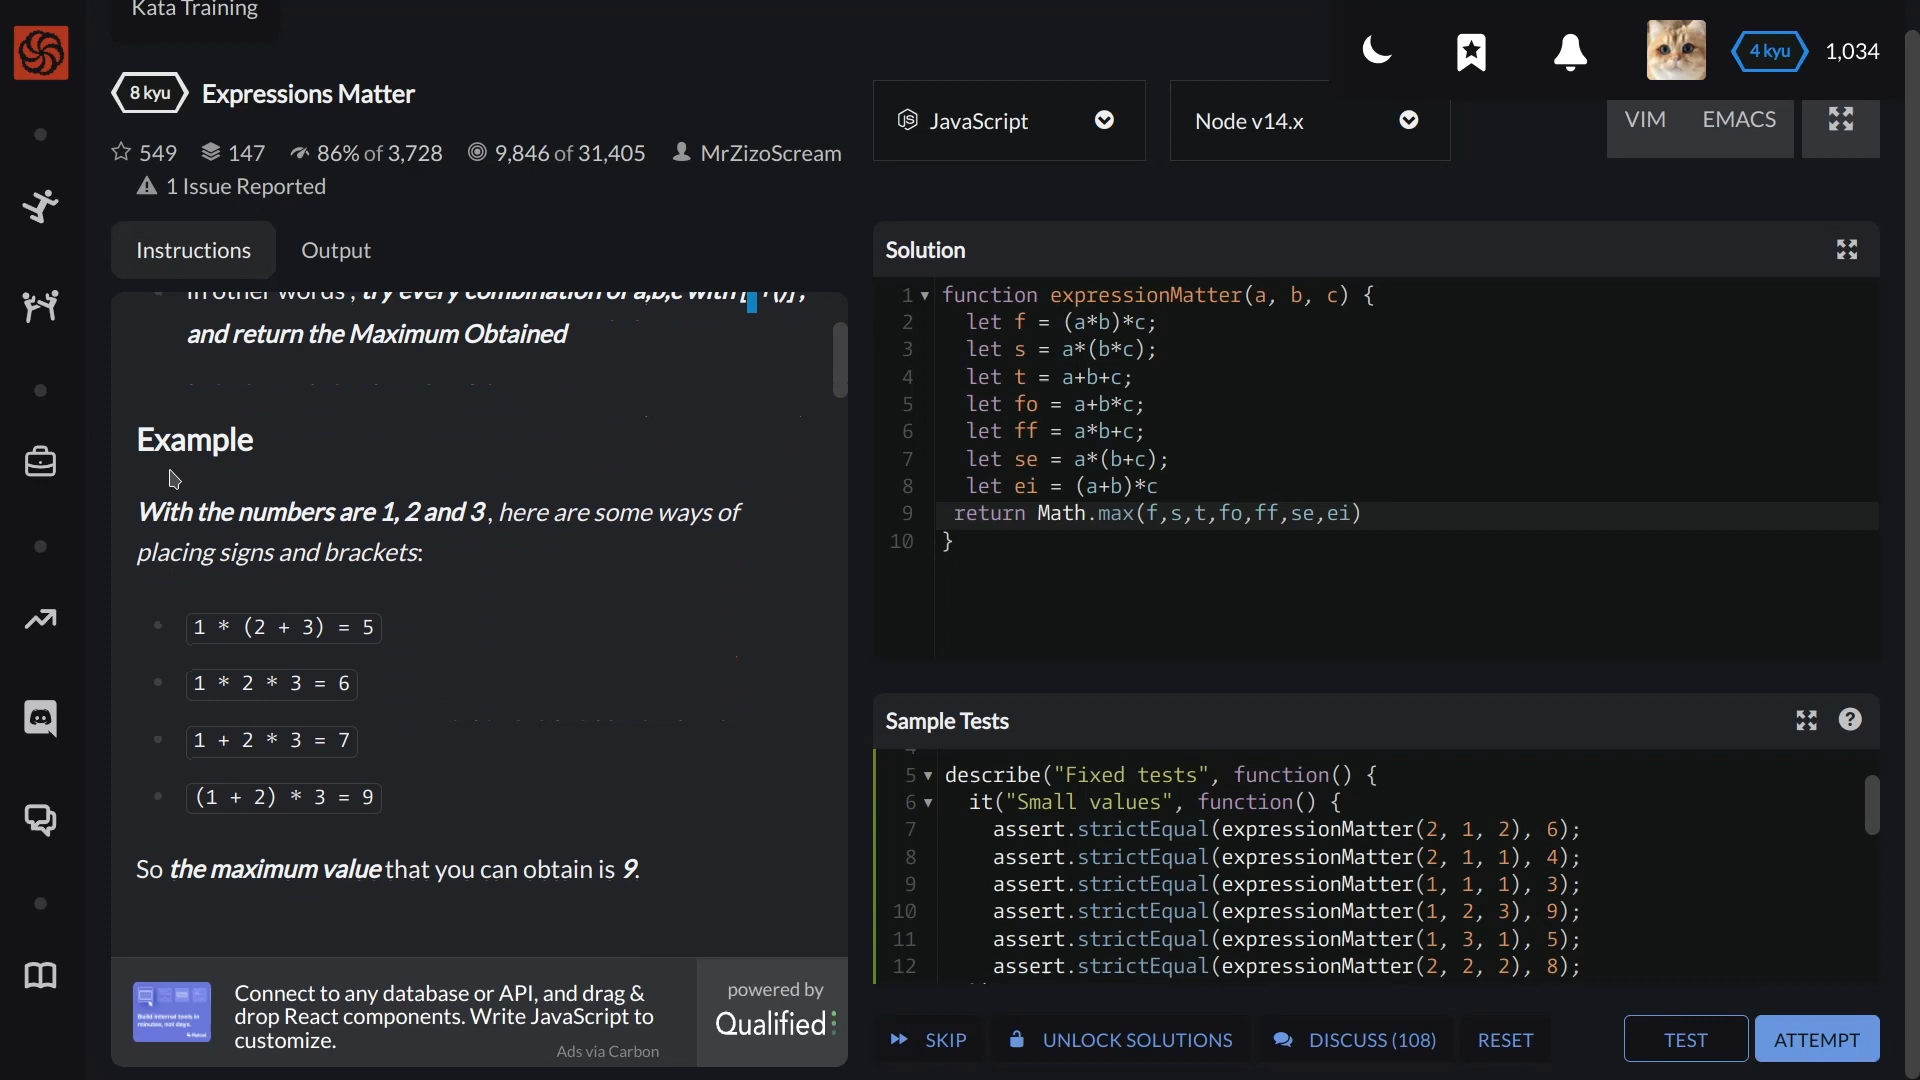 Kata Training
8 kyu Expressions Matter
549 147 86% of 3,728 9,846 of 31,405 MrZizoScream
1 Issue Reported
JavaScript
Node v14.x
4 kyu 1,034
VIM EMACS
Instructions Output
In other words , try every combination of a,b,c with
and return the Maximum Obtained
Example
With the numbers are 1, 2 and 3 , here are some ways of
placing signs and brackets:
1 * (2 + 3) = 5
1 * 2 * 3 = 6
1 + 2 * 3 = 7
(1 + 2) * 3 = 9
So the maximum value that you can obtain is 9.
Connect to any database or API, and drag &
drop React components. Write JavaScript to
customize.
Ads via Carbon
powered by
Qualified
Solution
1 function expressionMatter(a, b, c) {
2 let f = (a*b)*c;
3 let s = a*(b*c);
4 let t = a+b+c;
5 let fo = a+b*c;
6 let ff = a*b+c;
7 let se = a*(b+c);
8 let ei = (a+b)*c
9 return Math.max(f,s,t,fo,ff,se,ei)
10 }
Sample Tests
5 describe("Fixed tests", function() {
6 it("Small values", function() {
7 assert.strictEqual(expressionMatter(2, 1, 2), 6);
8 assert.strictEqual(expressionMatter(2, 1, 1), 4);
9 assert.strictEqual(expressionMatter(1, 1, 1), 3);
10 assert.strictEqual(expressionMatter(1, 2, 3), 9);
11 assert.strictEqual(expressionMatter(1, 3, 1), 5);
12 assert.strictEqual(expressionMatter(2, 2, 2), 8);
SKIP UNLOCK SOLUTIONS DISCUSS (108) RESET TEST ATTEMPT